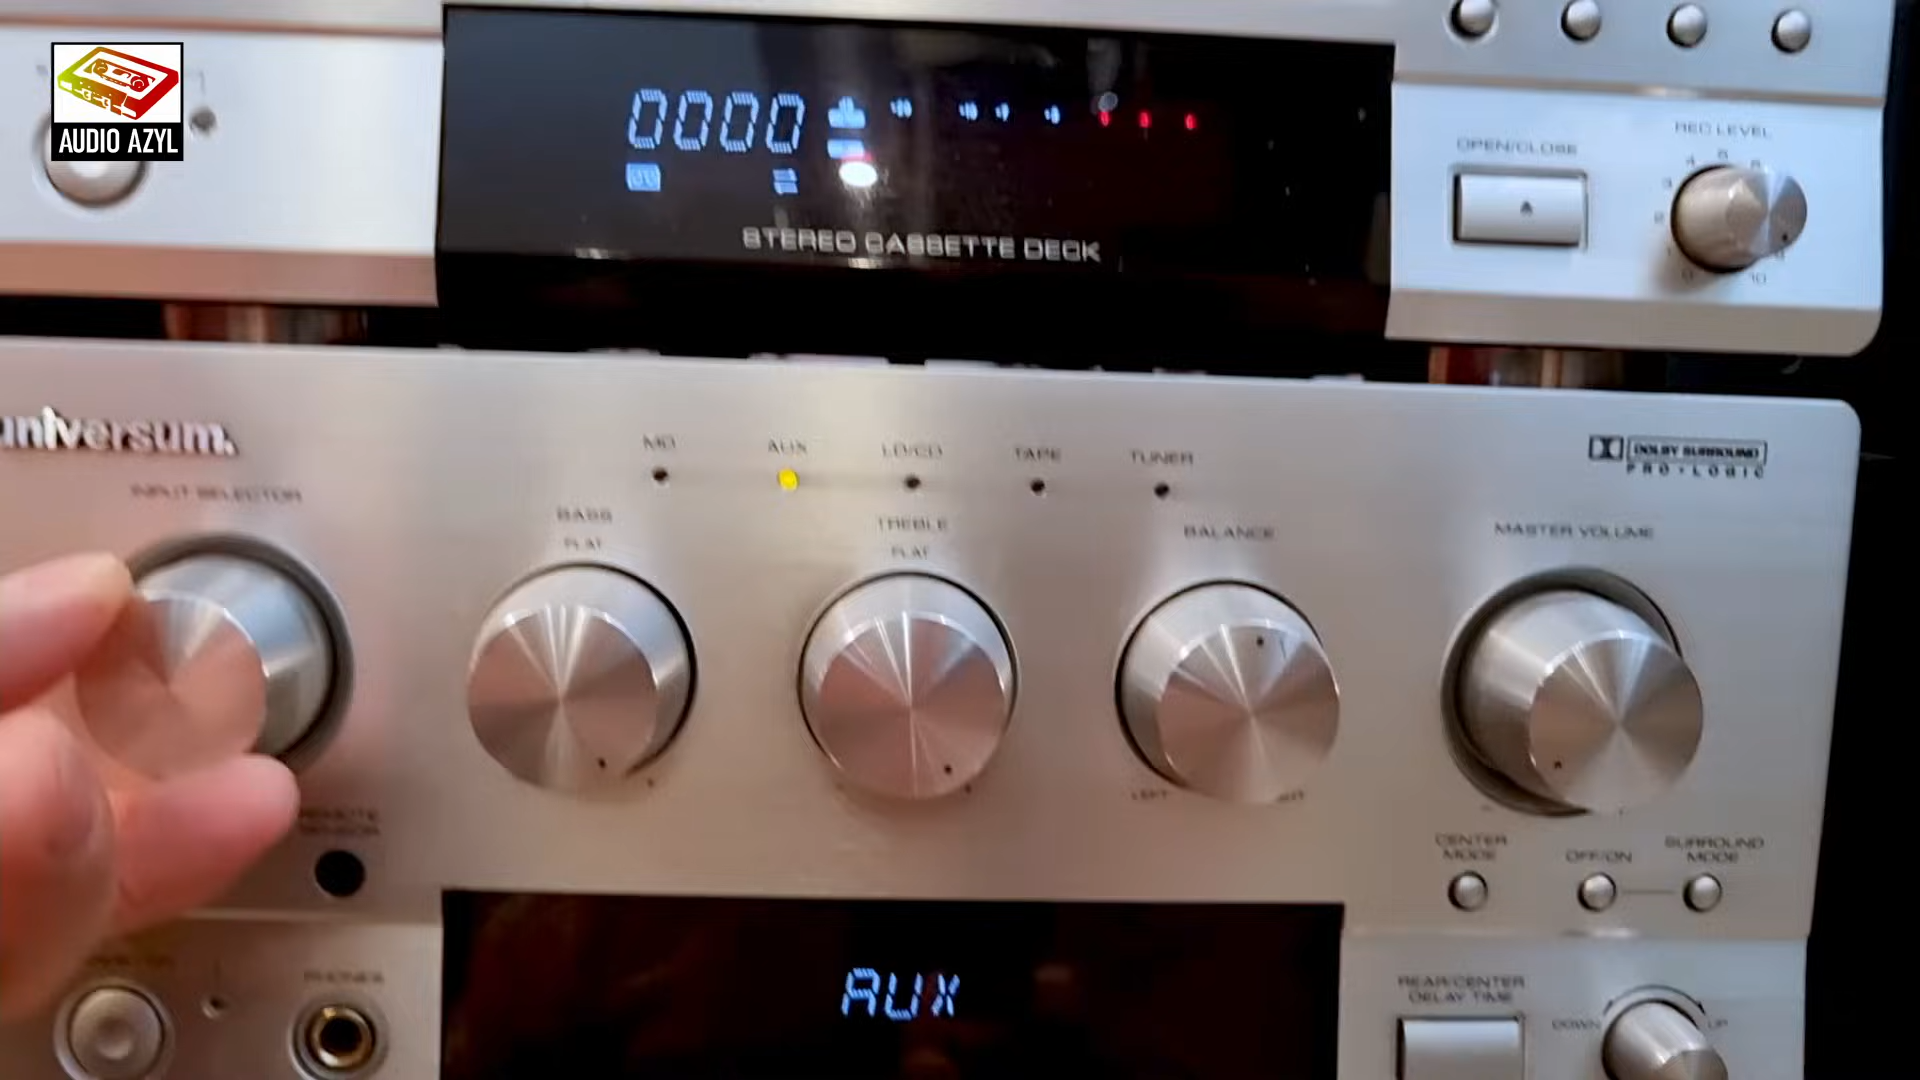 AUDIO AZYL
0000
STEREO CASSETTE DECK
OPEN/CLOSE
REC LEVEL
universum.
INPUT SELECTOR
MD
AUX
LD/CD
TAPE
TUNER
DOLBY SURROUND
PRO•LOGIC
BASS
FLAT
TREBLE
FLAT
BALANCE
LEFT
MASTER VOLUME
REMOTE
SENSOR
CENTER
MODE
OFF/ON
SURROUND
MODE
PHONES
AUX
REAR/CENTER
DELAY TIME
DOWN
UP